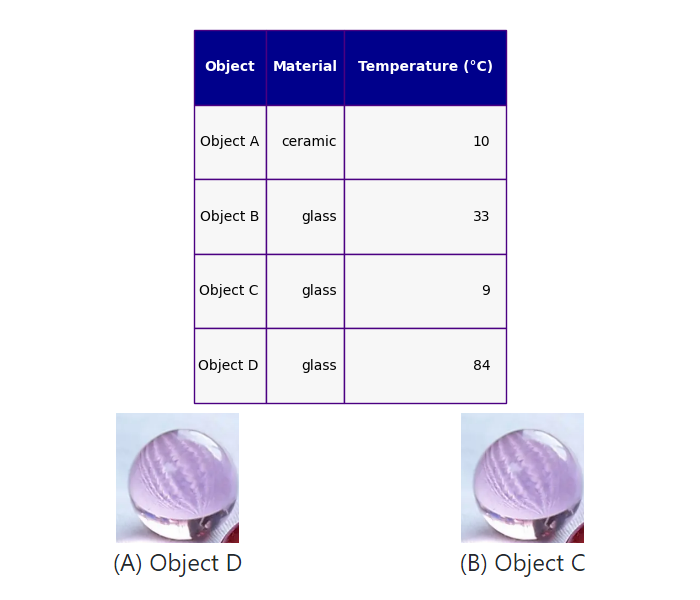 Object Material Temperature (°C)
Object A ceramic 10
Object B glass 33
Object C glass 9
Object D glass 84
(A) Object D (B) Object C